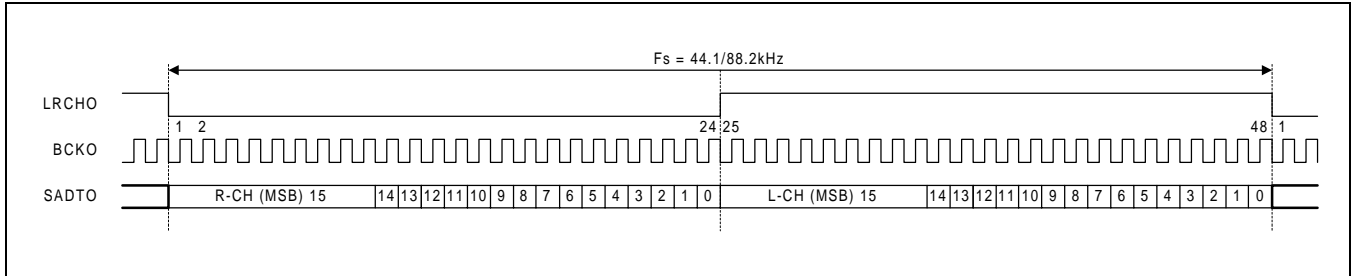 Fs = 44.1/88.2kHz
LRCHO
1 2 24 25 48 1
BCKO
SADTO R-CH (MSB) 15 14 13 12 11 10 9 8 7 6 5 4 3 2 1 0 L-CH (MSB) 15 14 13 12 11 10 9 8 7 6 5 4 3 2 1 0